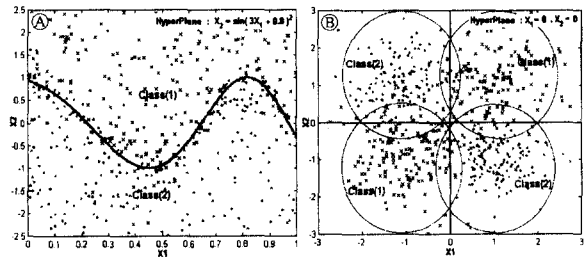 A
HyperPlane : X2 = sin( 3X1 + 0.8 )²
Class(1)
Class(2)
X2
2.5
2
1.5
1
0.5
0
-0.5
-1
-1.5
-2
-2.5
0 0.1 0.2 0.3 0.4 0.5 0.6 0.7 0.8 0.9 1
X1
B
HyperPlane : X1 = 0 , X2 = 0
Class(2)
Class(1)
Class(1)
Class(2)
X2
3
2
1
0
-1
-2
-3
-3 -2 -1 0 1 2 3
X1